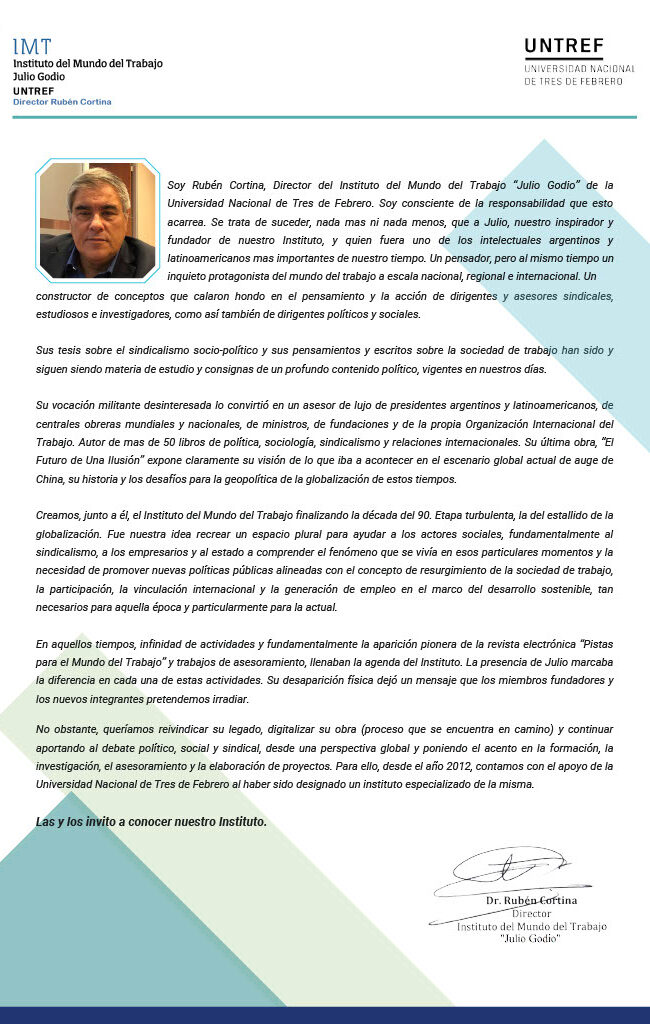 IMT
Instituto del Mundo del Trabajo
Julio Godio
UNTREF
Director Rubén Cortina
UNTREF
UNIVERSIDAD NACIONAL
DE TRES DE FEBRERO
Soy Rubén Cortina, Director del Instituto del Mundo del Trabajo “Julio Godio” de la
Universidad Nacional de Tres de Febrero. Soy consciente de la responsabilidad que esto
acarrea. Se trata de suceder, nada mas ni nada menos, que a Julio, nuestro inspirador y
fundador de nuestro Instituto, y quien fuera uno de los intelectuales argentinos y
latinoamericanos mas importantes de nuestro tiempo. Un pensador, pero al mismo tiempo un
inquieto protagonista del mundo del trabajo a escala nacional, regional e internacional. Un
constructor de conceptos que calaron hondo en el pensamiento y la acción de dirigentes y asesores sindicales,
estudiosos e investigadores, como así también de dirigentes políticos y sociales.
Sus tesis sobre el sindicalismo socio-político y sus pensamientos y escritos sobre la sociedad de trabajo han sido y
siguen siendo materia de estudio y consignas de un profundo contenido político, vigentes en nuestros días.
Su vocación militante desinteresada lo convirtió en un asesor de lujo de presidentes argentinos y latinoamericanos, de
centrales obreras mundiales y nacionales, de ministros, de fundaciones y de la propia Organización Internacional del
Trabajo. Autor de mas de 50 libros de política, sociología, sindicalismo y relaciones internacionales. Su última obra, “El
Futuro de Una Ilusión” expone claramente su visión de lo que iba a acontecer en el escenario global actual de auge de
China, su historia y los desafíos para la geopolítica de la globalización de estos tiempos.
Creamos, junto a él, el Instituto del Mundo del Trabajo finalizando la década del 90. Etapa turbulenta, la del estallido de la
globalización. Fue nuestra idea recrear un espacio plural para ayudar a los actores sociales, fundamentalmente al
sindicalismo, a los empresarios y al estado a comprender el fenómeno que se vivía en esos particulares momentos y la
necesidad de promover nuevas políticas públicas alineadas con el concepto de resurgimiento de la sociedad de trabajo,
la participación, la vinculación internacional y la generación de empleo en el marco del desarrollo sostenible, tan
necesarios para aquella época y particularmente para la actual.
En aquellos tiempos, infinidad de actividades y fundamentalmente la aparición pionera de la revista electrónica “Pistas
para el Mundo del Trabajo” y trabajos de asesoramiento, llenaban la agenda del Instituto. La presencia de Julio marcaba
la diferencia en cada una de estas actividades. Su desaparición física dejó un mensaje que los miembros fundadores y
los nuevos integrantes pretendemos irradiar.
No obstante, queríamos reivindicar su legado, digitalizar su obra (proceso que se encuentra en camino) y continuar
aportando al debate político, social y sindical, desde una perspectiva global y poniendo el acento en la formación, la
investigación, el asesoramiento y la elaboración de proyectos. Para ello, desde el año 2012, contamos con el apoyo de la
Universidad Nacional de Tres de Febrero al haber sido designado un instituto especializado de la misma.
Las y los invito a conocer nuestro Instituto.
Dr. Rubén Cortina
Director
Instituto del Mundo del Trabajo
"Julio Godio"